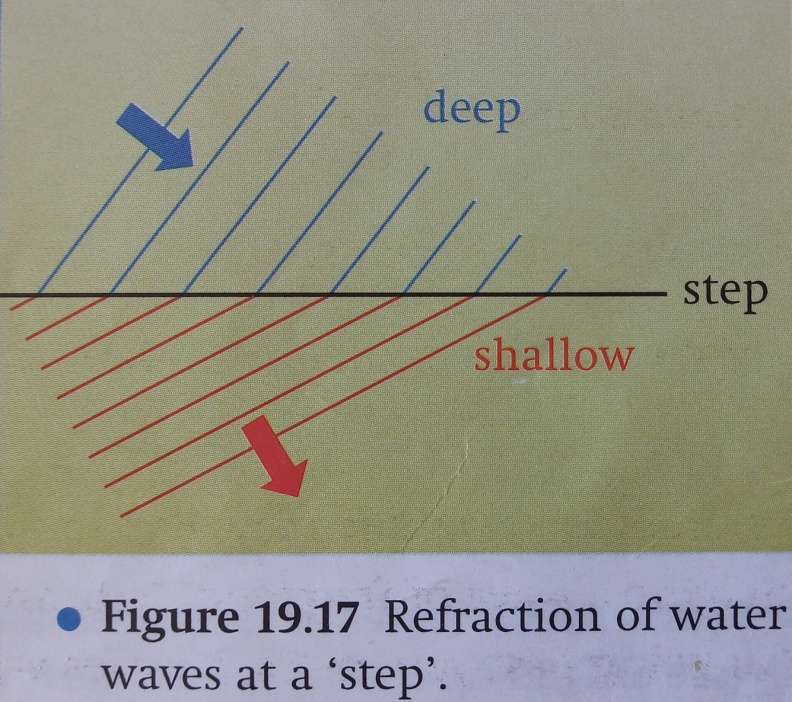 deep
step
shallow
• Figure 19.17 Refraction of water
waves at a ‘step’.